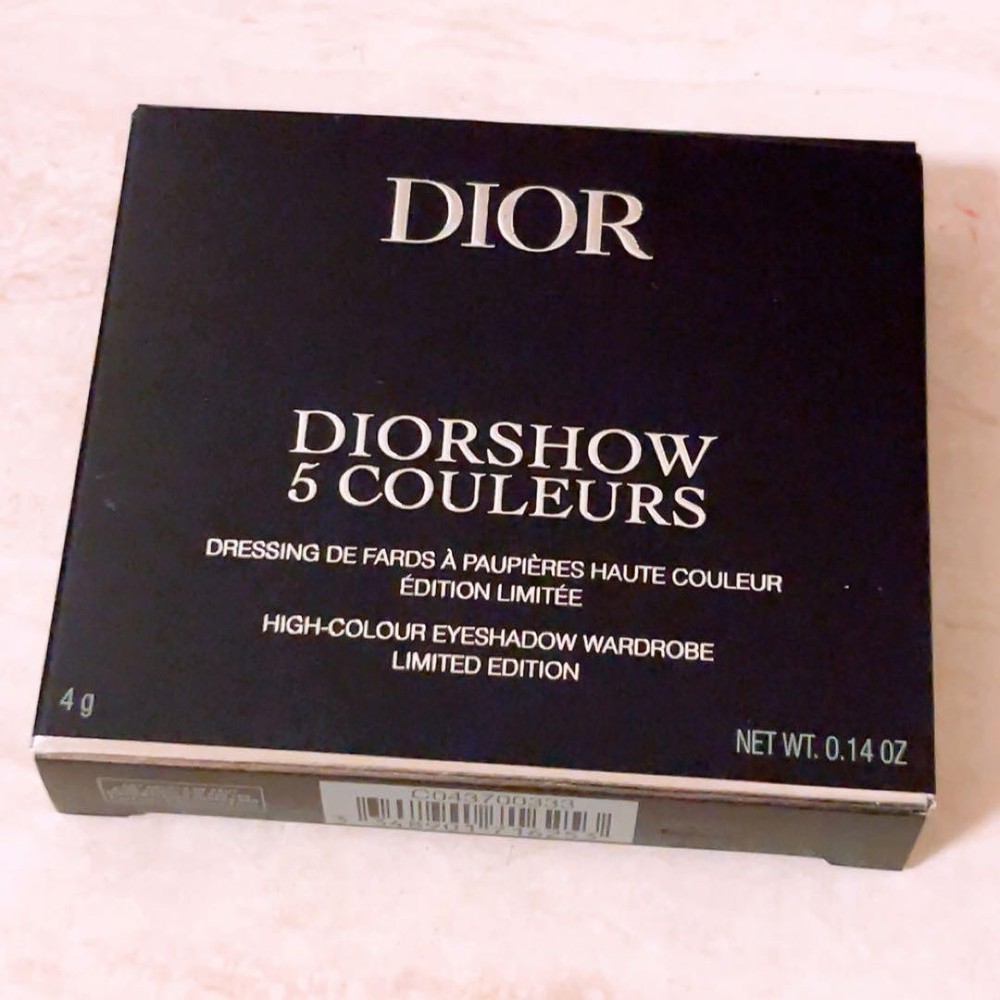 DIOR
DIORSHOW
5 COULEURS
DRESSING DE FARDS À PAUPIÈRES HAUTE COULEUR
ÉDITION LIMITÉE
HIGH-COLOUR EYESHADOW WARDROBE
LIMITED EDITION
4 g
NET WT. 0.14 OZ
C043700333